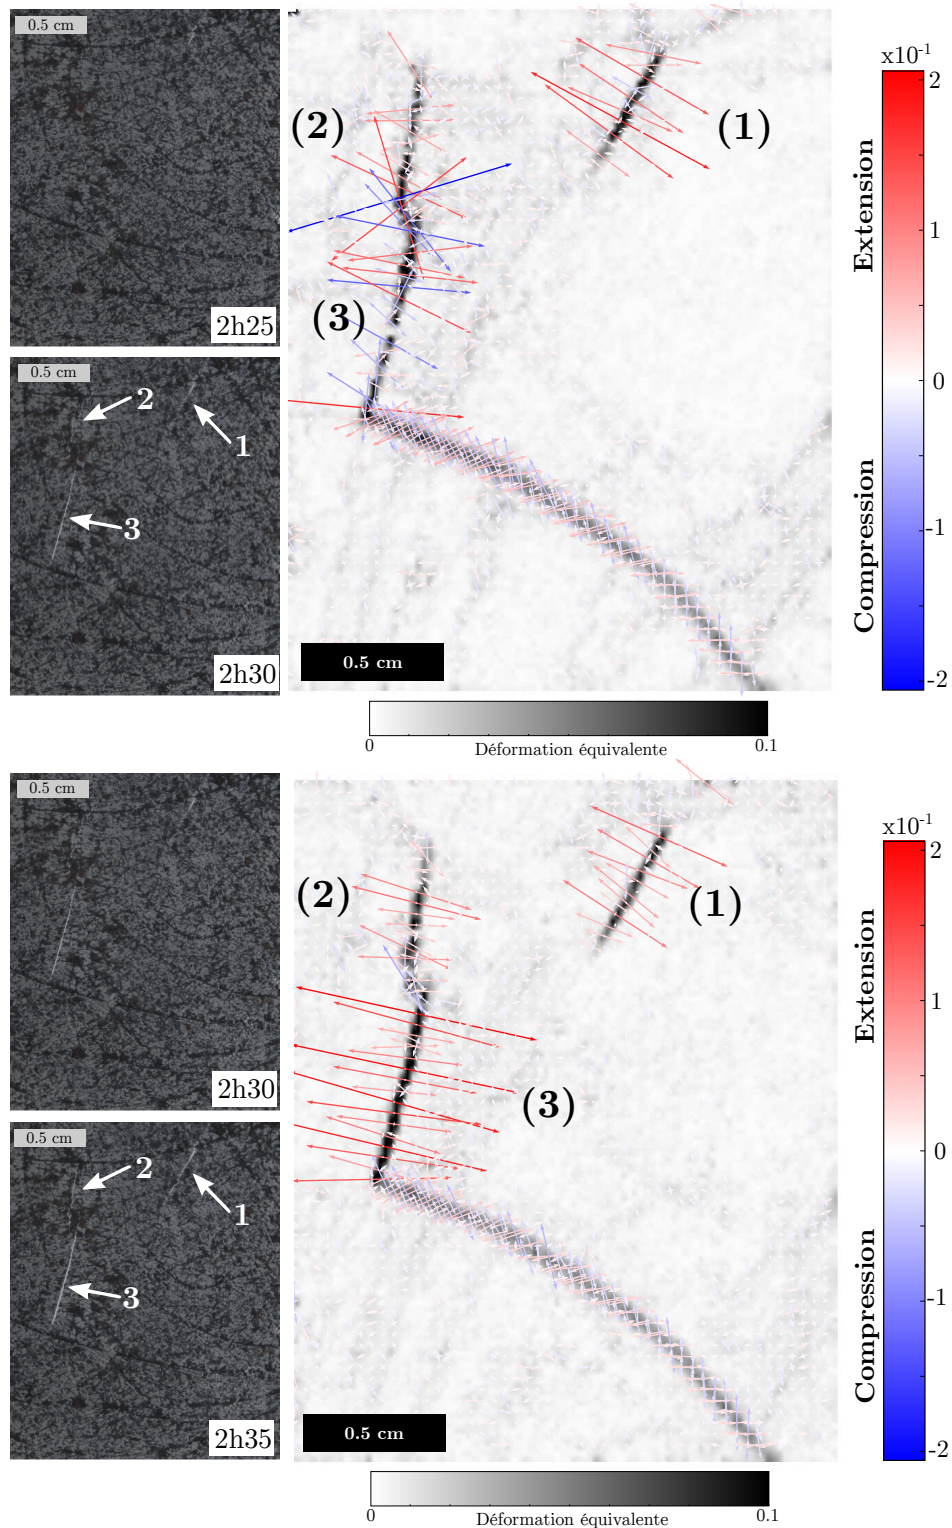 0.5 cm
2h25
0.5 cm
2
1
3
2h30
(2)
(1)
(3)
0.5 cm
0
0.1
Déformation équivalente
x10-1
2
1
0
-1
-2
Extension
Compression
0.5 cm
2h30
0.5 cm
2
1
3
2h35
(2)
(1)
(3)
0.5 cm
0
0.1
Déformation équivalente
x10-1
2
1
0
-1
-2
Extension
Compression